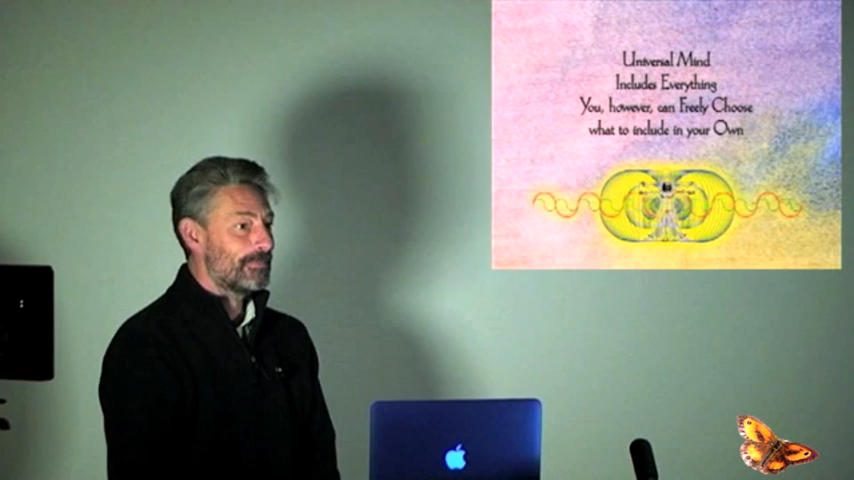 Universal Mind
Includes Everything
You, however, can Freely Choose
what to include in your Own